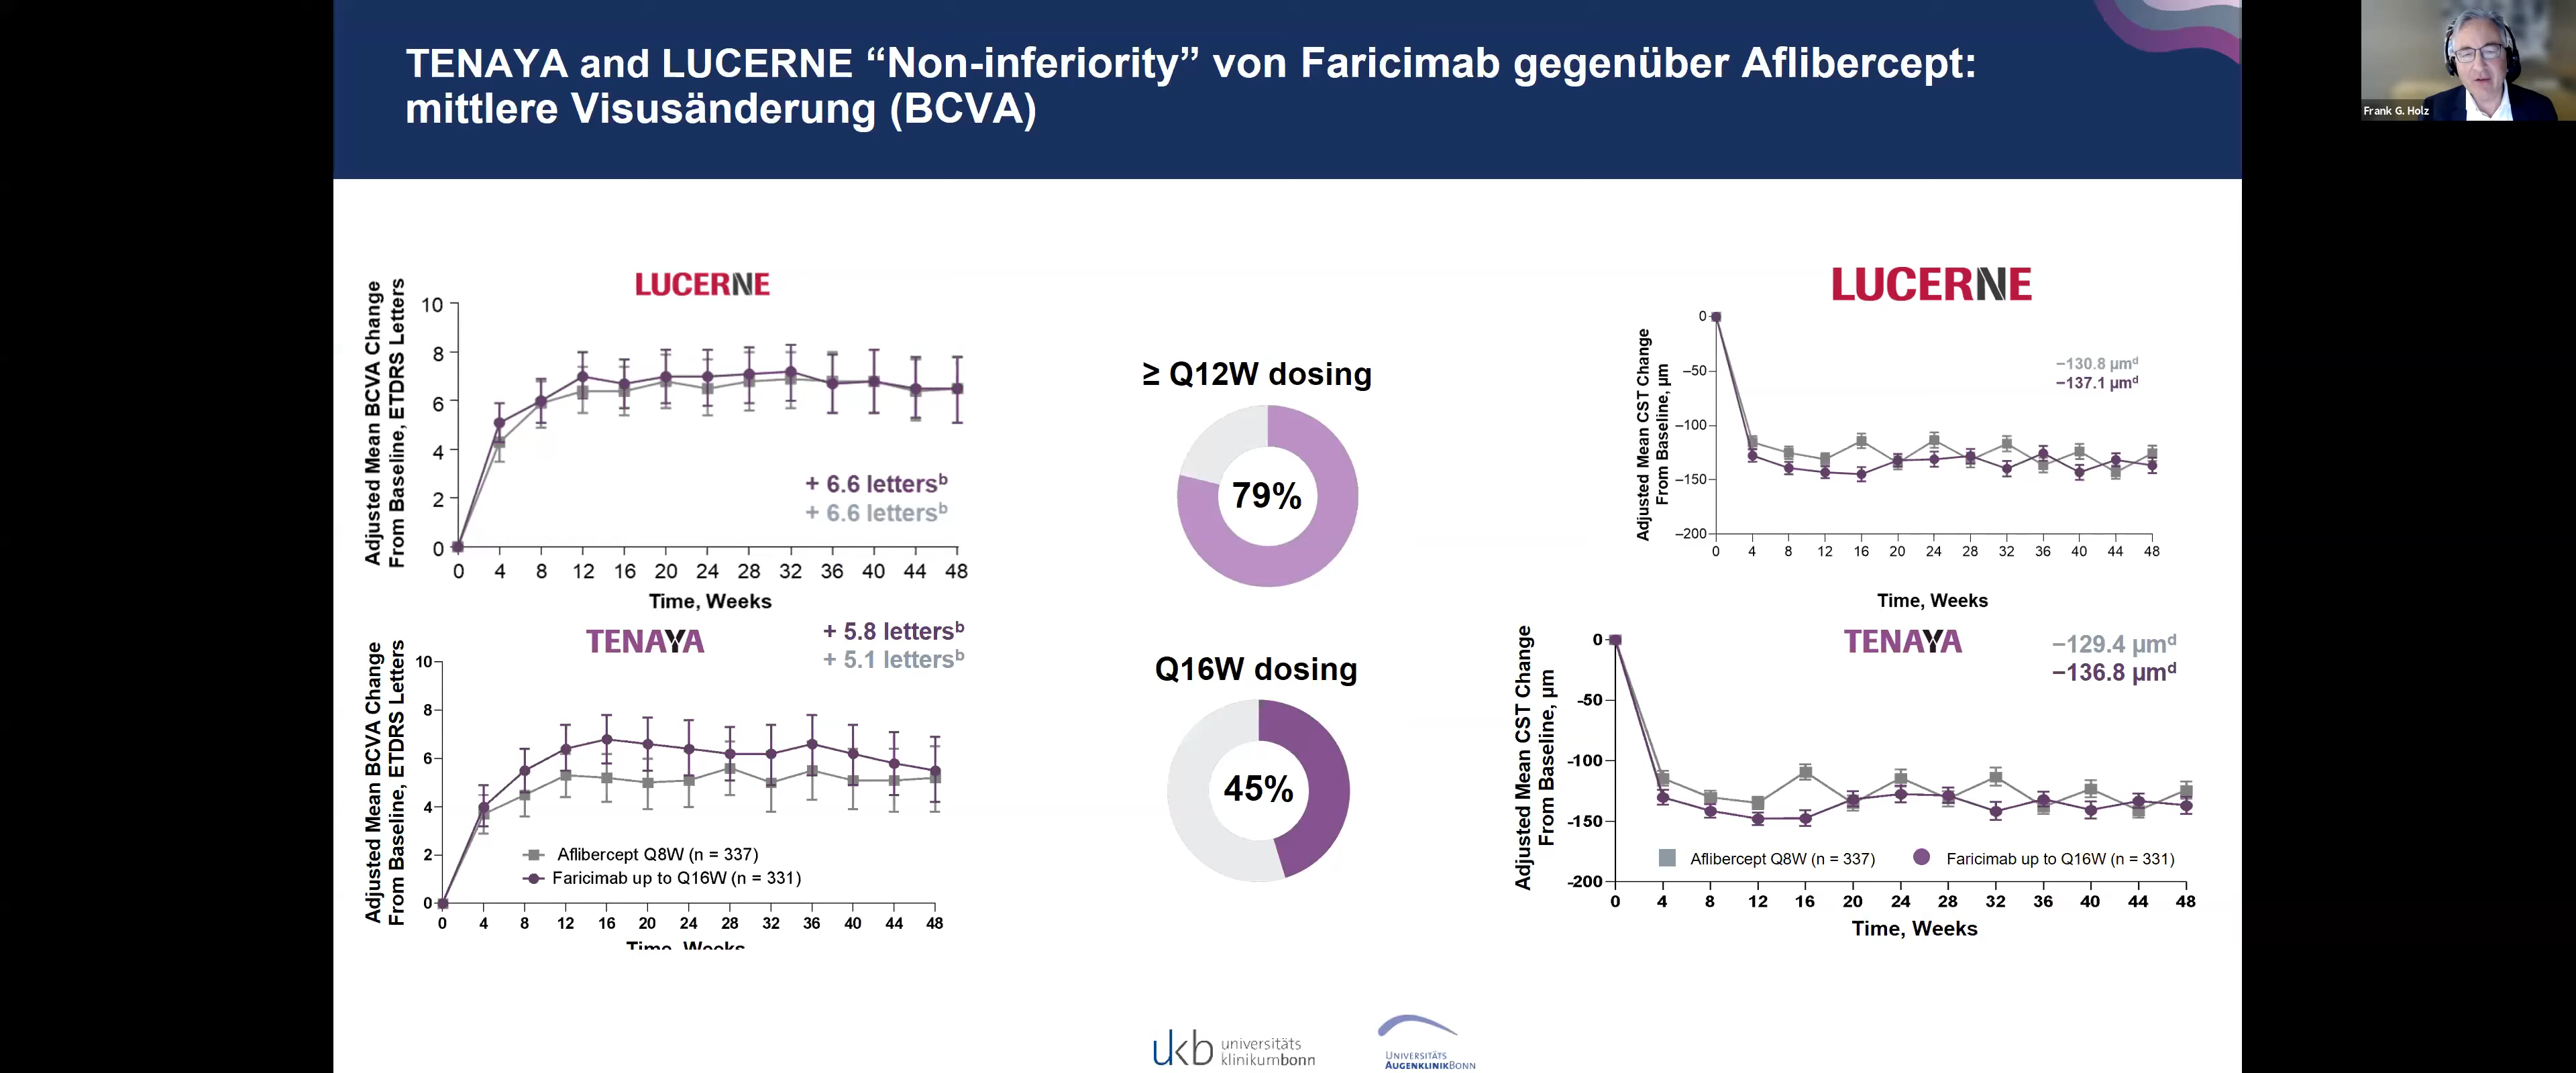 TENAYA and LUCERNE “Non-inferiority” von Faricimab gegenüber Aflibercept:
mittlere Visusänderung (BCVA)
Frank G. Holz
LUCERNE
Adjusted Mean BCVA Change
From Baseline, ETDRS Letters
10
8
6
4
2
0
+ 6.6 lettersᵇ
+ 6.6 lettersᵇ
0 4 8 12 16 20 24 28 32 36 40 44 48
Time, Weeks
TENAYA
+ 5.8 lettersᵇ
+ 5.1 lettersᵇ
Adjusted Mean BCVA Change
From Baseline, ETDRS Letters
10
8
6
4
2
0
Aflibercept Q8W (n = 337)
Faricimab up to Q16W (n = 331)
0 4 8 12 16 20 24 28 32 36 40 44 48
Time, Weeks
≥ Q12W dosing
79%
Q16W dosing
45%
LUCERNE
Adjusted Mean CST Change
From Baseline, µm
0
−50
−100
−150
−200
−130.8 µmᵈ
−137.1 µmᵈ
0 4 8 12 16 20 24 28 32 36 40 44 48
Time, Weeks
TENAYA
−129.4 µmᵈ
−136.8 µmᵈ
Adjusted Mean CST Change
From Baseline, µm
0
-50
-100
-150
-200
Aflibercept Q8W (n = 337)
Faricimab up to Q16W (n = 331)
0 4 8 12 16 20 24 28 32 36 40 44 48
Time, Weeks
ukb universitäts
klinikumbonn
UNIVERSITÄTS
AUGENKLINIKBONN